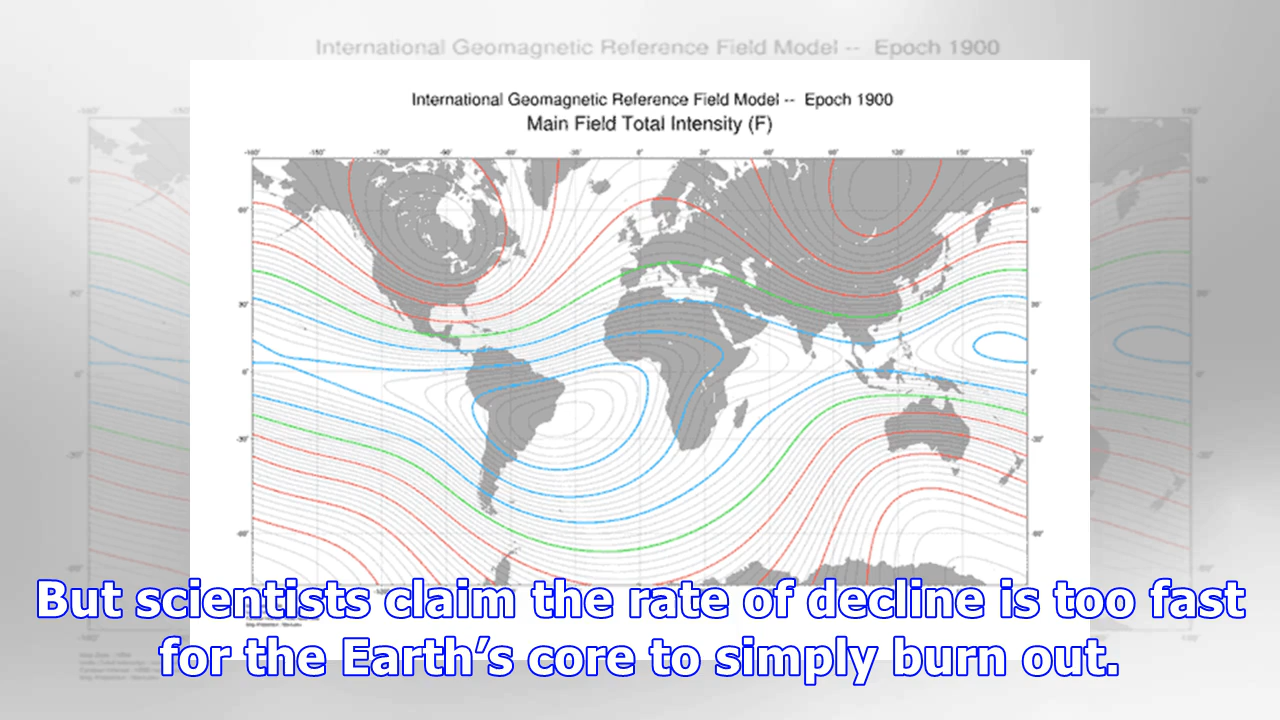 International Geomagnetic Reference Field Model -- Epoch 1900
International Geomagnetic Reference Field Model -- Epoch 1900
Main Field Total Intensity (F)
But scientists claim the rate of decline is too fast
for the Earth’s core to simply burn out.